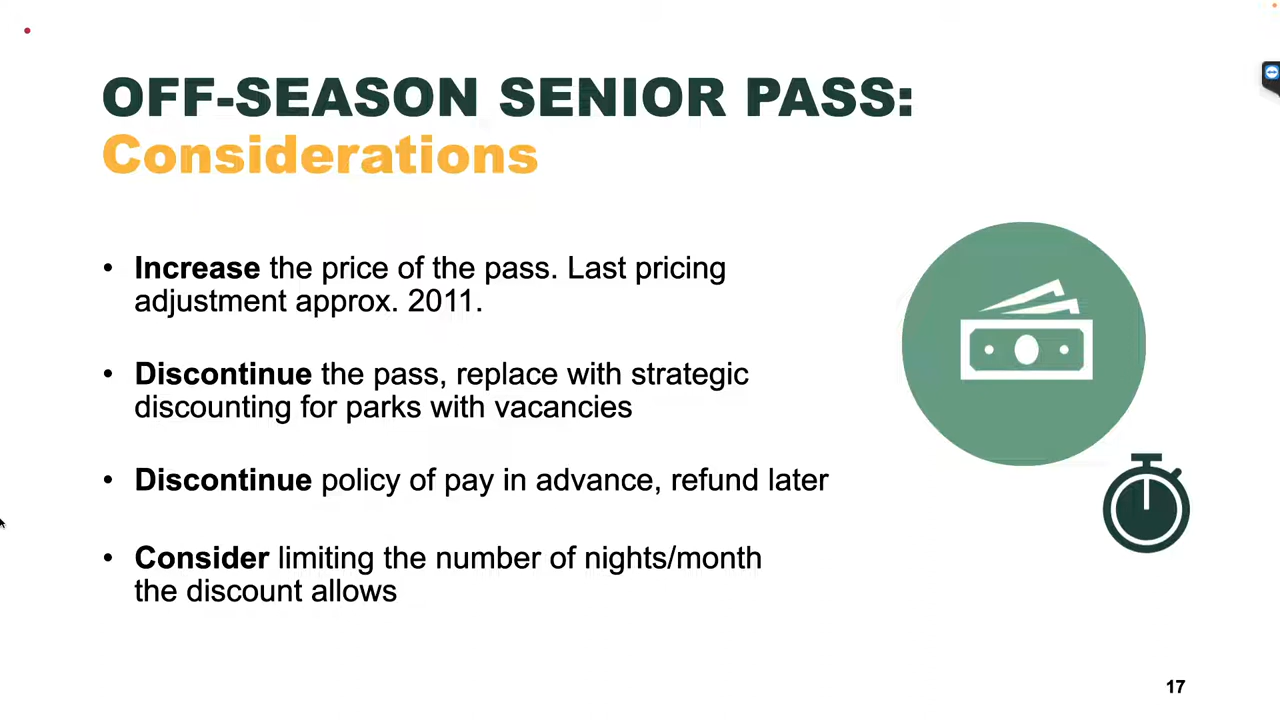 OFF-SEASON SENIOR PASS:
Considerations
• Increase the price of the pass. Last pricing
adjustment approx. 2011.
• Discontinue the pass, replace with strategic
discounting for parks with vacancies
• Discontinue policy of pay in advance, refund later
• Consider limiting the number of nights/month
the discount allows
17